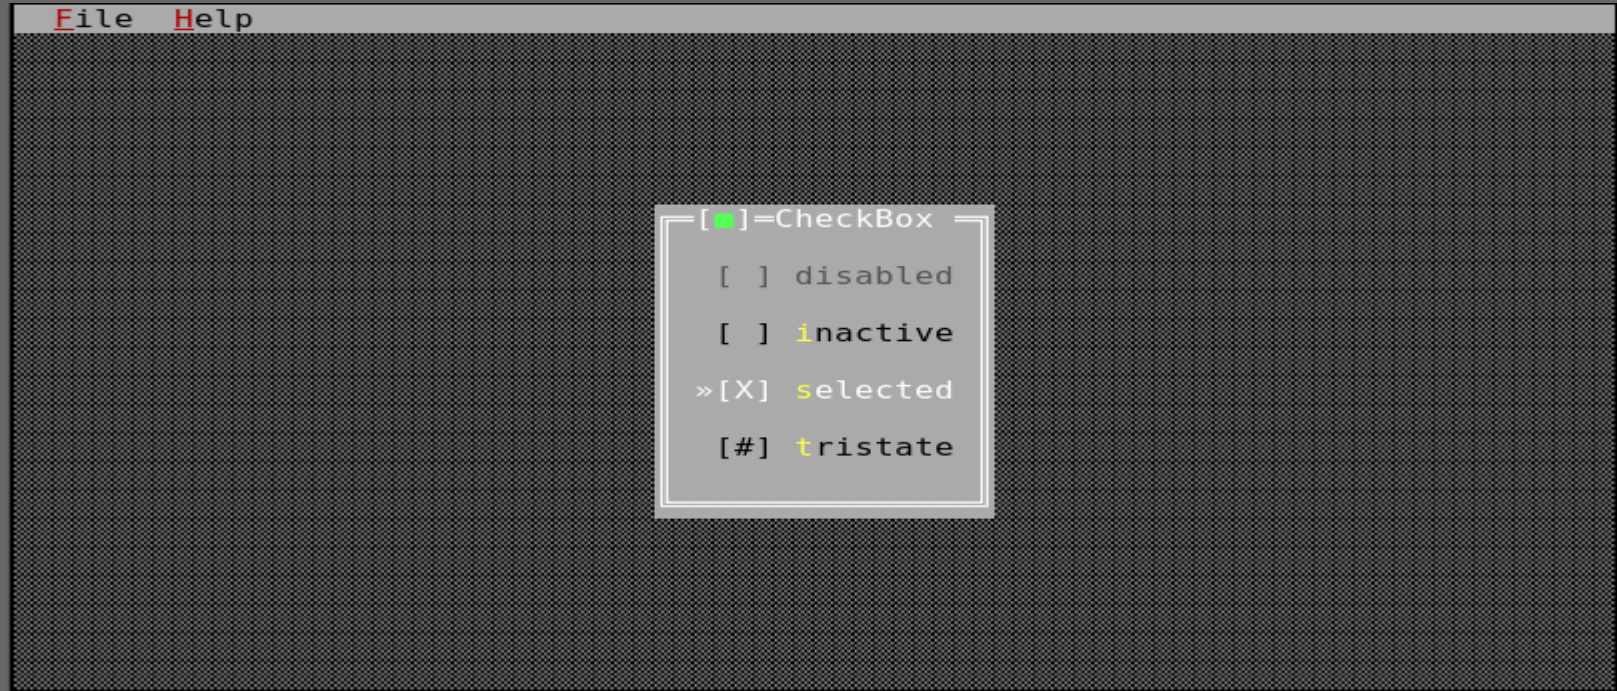 File  Help
[■]=CheckBox
[ ] disabled
[ ] inactive
»[X] selected
[#] tristate